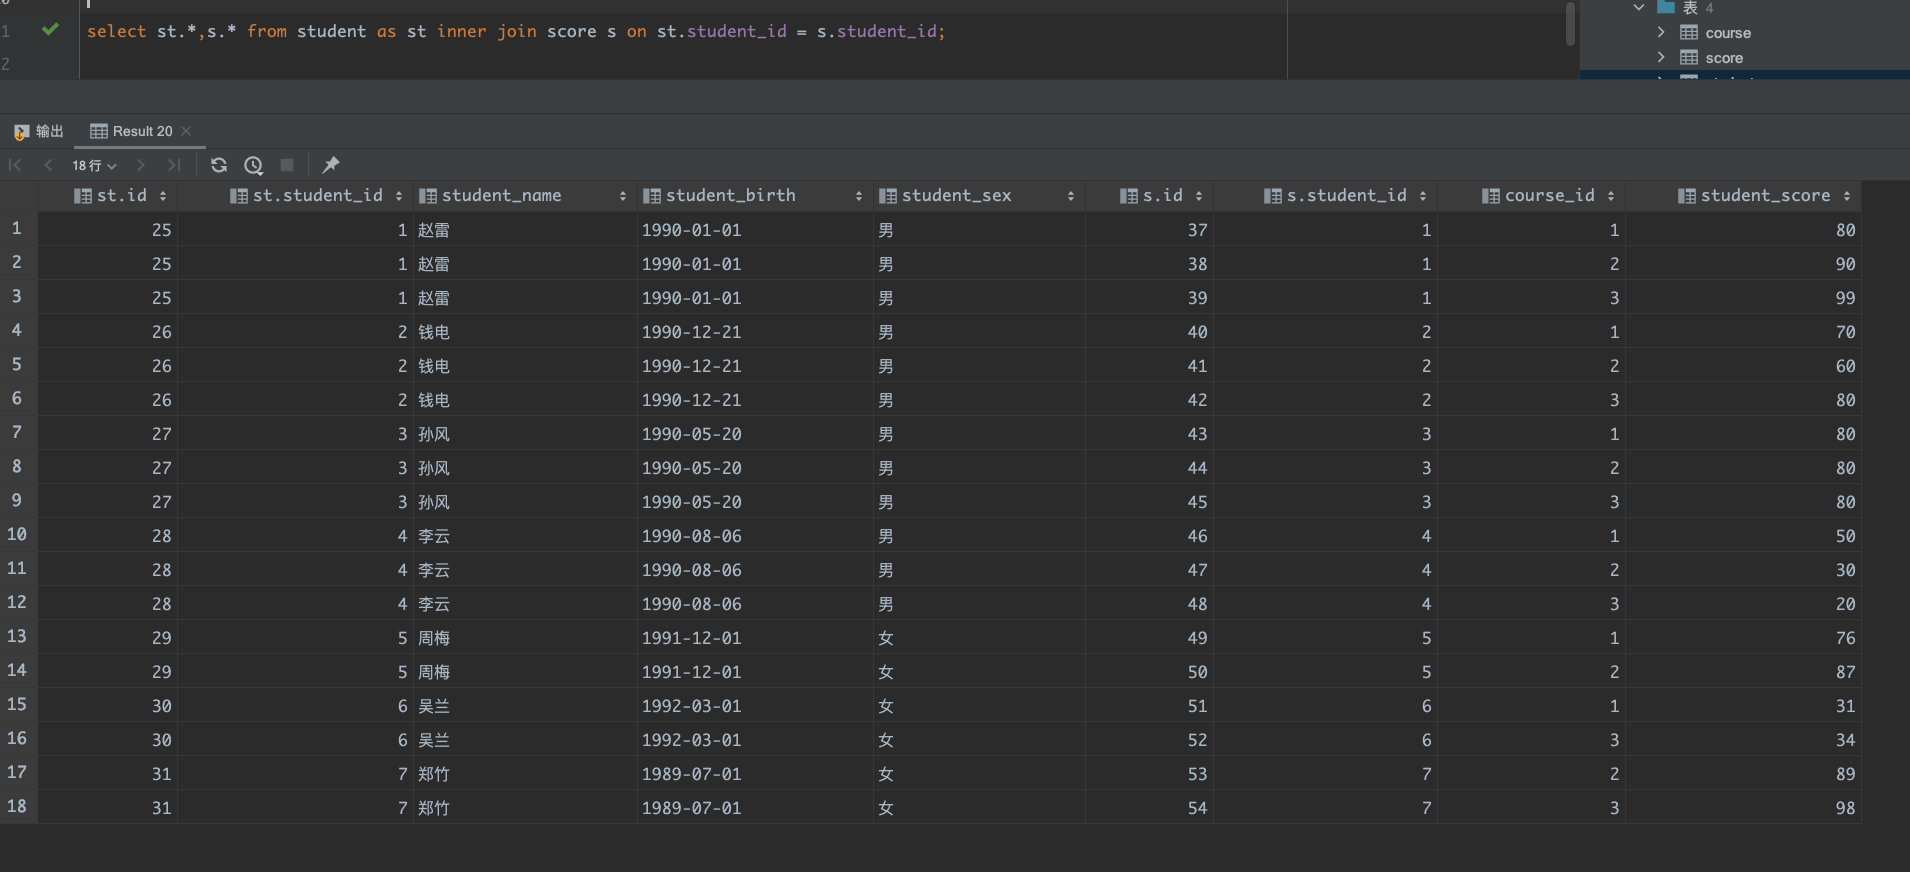 1 select st.*,s.* from student as st inner join score s on st.student_id = s.student_id;
2
表 4
course
score
输出 Result 20
18 行
st.id st.student_id student_name student_birth student_sex s.id s.student_id course_id student_score
1 25 1 赵雷 1990-01-01 男 37 1 1 80
2 25 1 赵雷 1990-01-01 男 38 1 2 90
3 25 1 赵雷 1990-01-01 男 39 1 3 99
4 26 2 钱电 1990-12-21 男 40 2 1 70
5 26 2 钱电 1990-12-21 男 41 2 2 60
6 26 2 钱电 1990-12-21 男 42 2 3 80
7 27 3 孙风 1990-05-20 男 43 3 1 80
8 27 3 孙风 1990-05-20 男 44 3 2 80
9 27 3 孙风 1990-05-20 男 45 3 3 80
10 28 4 李云 1990-08-06 男 46 4 1 50
11 28 4 李云 1990-08-06 男 47 4 2 30
12 28 4 李云 1990-08-06 男 48 4 3 20
13 29 5 周梅 1991-12-01 女 49 5 1 76
14 29 5 周梅 1991-12-01 女 50 5 2 87
15 30 6 吴兰 1992-03-01 女 51 6 1 31
16 30 6 吴兰 1992-03-01 女 52 6 3 34
17 31 7 郑竹 1989-07-01 女 53 7 2 89
18 31 7 郑竹 1989-07-01 女 54 7 3 98